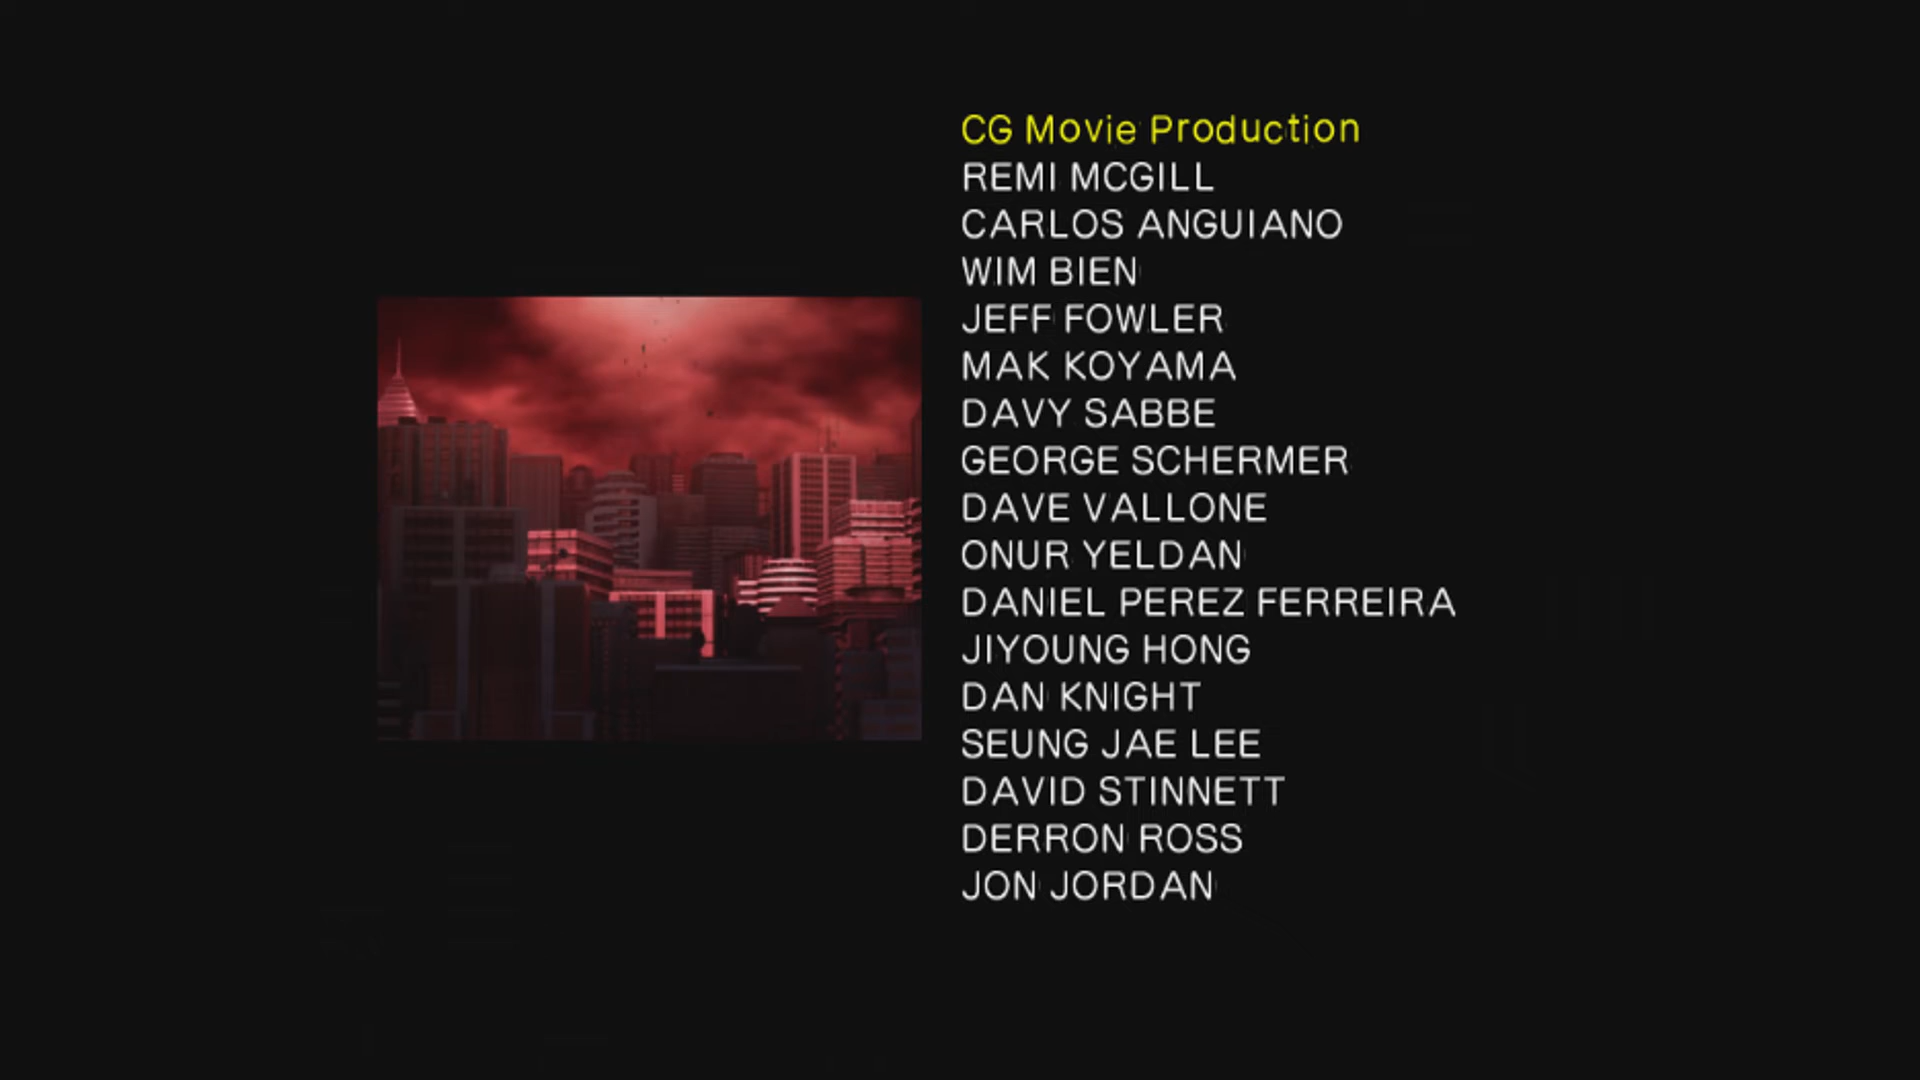 CG Movie Production
REMI MCGILL
CARLOS ANGUIANO
WIM BIEN
JEFF FOWLER
MAK KOYAMA
DAVY SABBE
GEORGE SCHERMER
DAVE VALLONE
ONUR YELDAN
DANIEL PEREZ FERREIRA
JIYOUNG HONG
DAN KNIGHT
SEUNG JAE LEE
DAVID STINNETT
DERRON ROSS
JON JORDAN